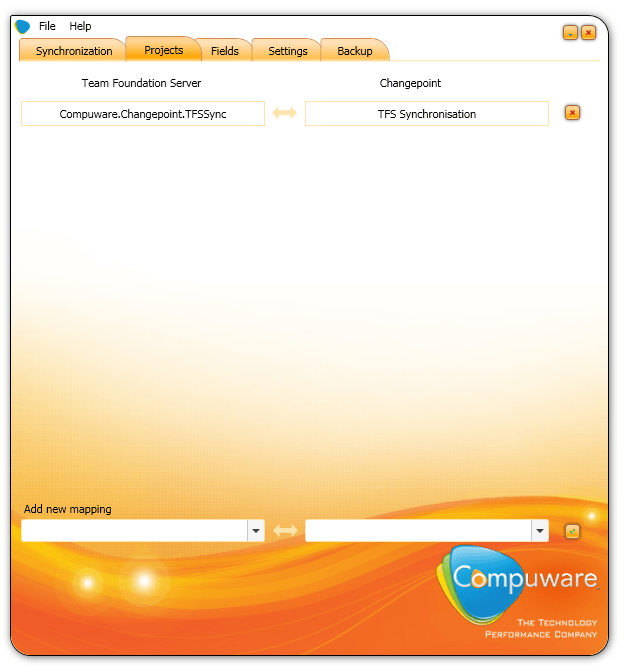 File Help
Synchronization Projects Fields Settings Backup
Team Foundation Server Changepoint
Compuware.Changepoint.TFSSync TFS Synchronisation
Add new mapping
Compuware
The Technology
Performance Company